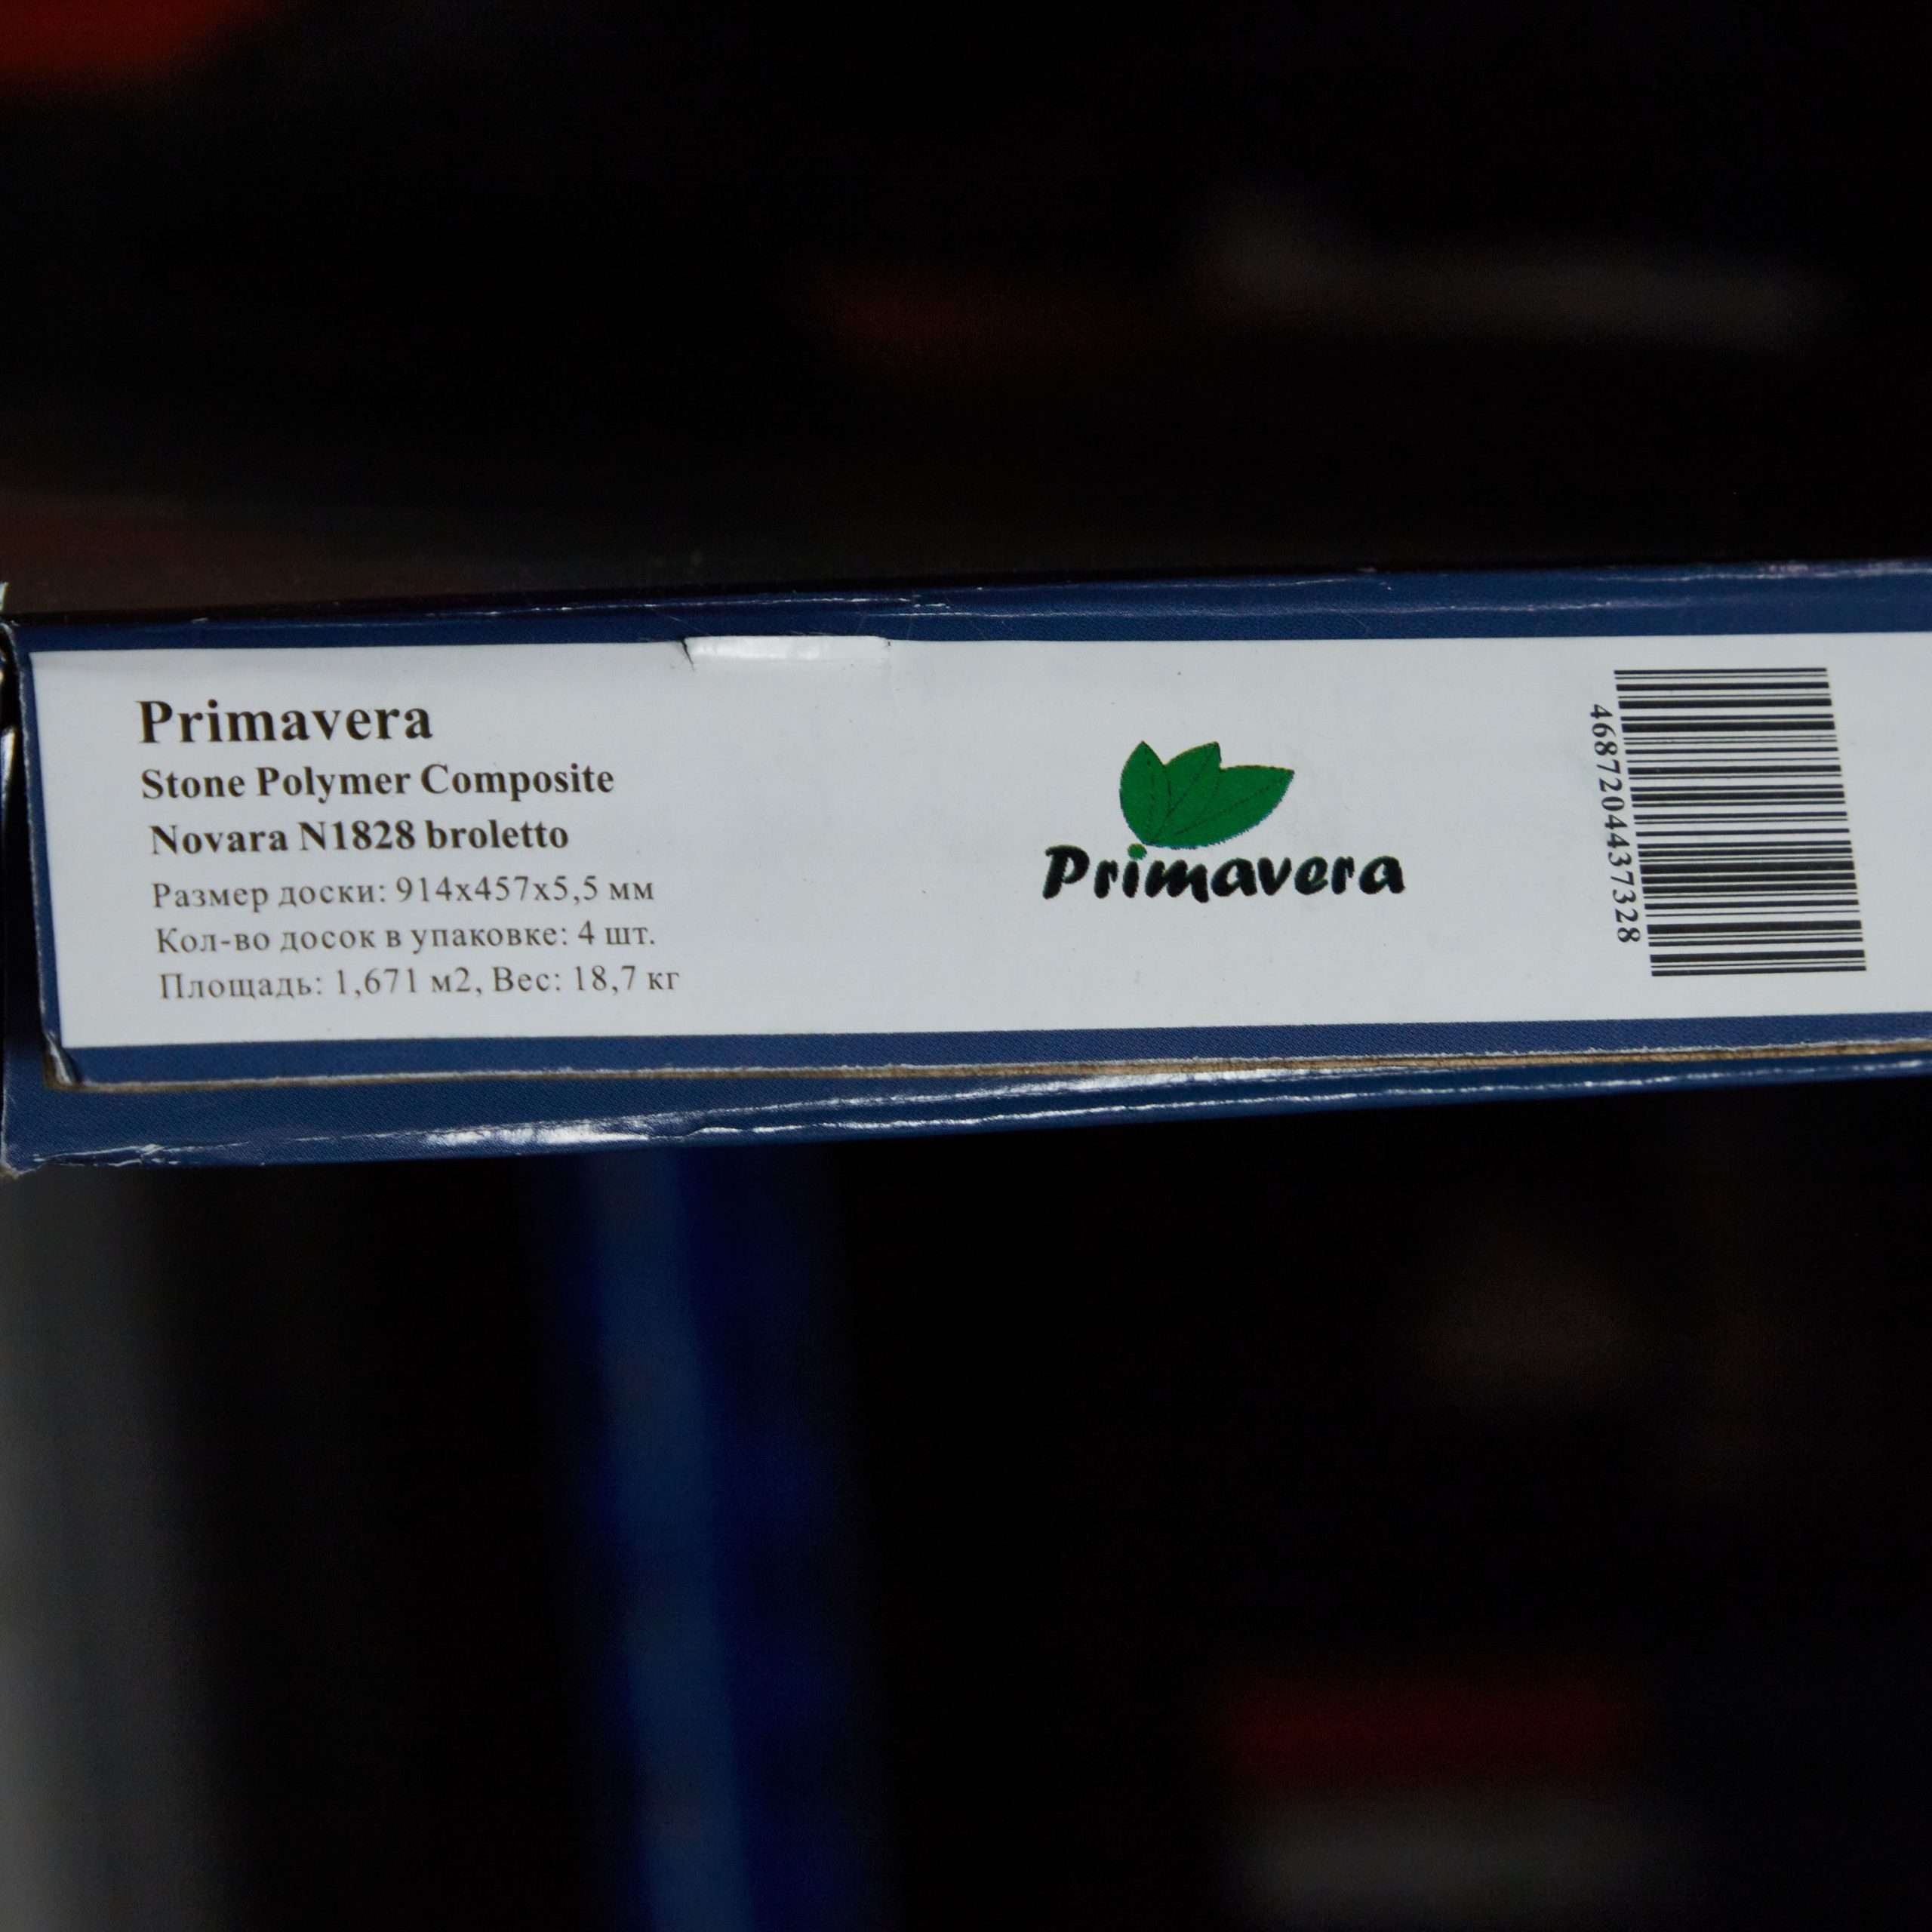 Primavera
Stone Polymer Composite
Novara N1828 broletto
Размер доски: 914x457x5,5 мм
Кол-во досок в упаковке: 4 шт.
Площадь: 1,671 м2, Вес: 18,7 кг
Primavera
4687204437328